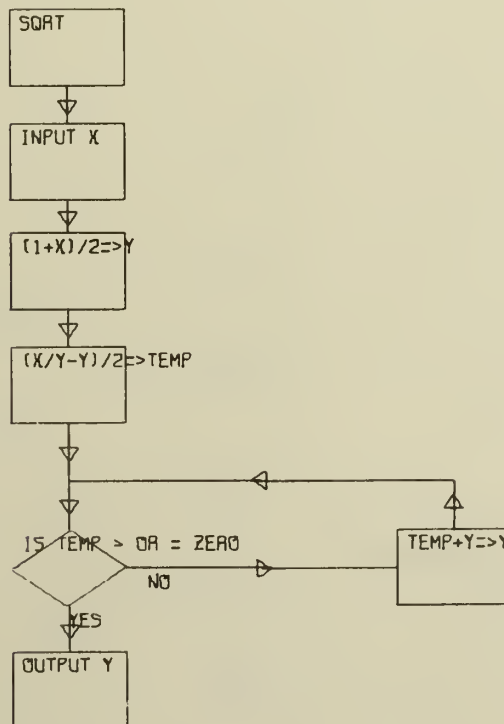 SQRT
INPUT X
(1+X)/2=>Y
(X/Y-Y)/2=>TEMP
IS TEMP > OR = ZERO
NO
TEMP+Y=>Y
YES
OUTPUT Y